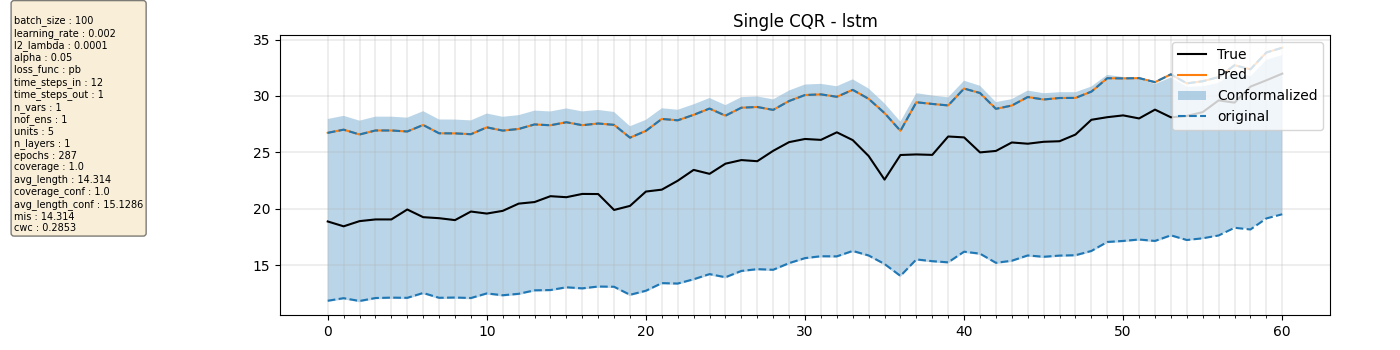 batch_size : 100
learning_rate : 0.002
l2_lambda : 0.0001
alpha : 0.05
loss_func : pb
time_steps_in : 12
time_steps_out : 1
n_vars : 1
nof_ens : 1
units : 5
n_layers : 1
epochs : 287
coverage : 1.0
avg_length : 14.314
coverage_conf : 1.0
avg_length_conf : 15.1286
mis : 14.314
cwc : 0.2853
Single CQR - lstm
35
30
25
20
15
0
10
20
30
40
50
60
True
Pred
Conformalized
original